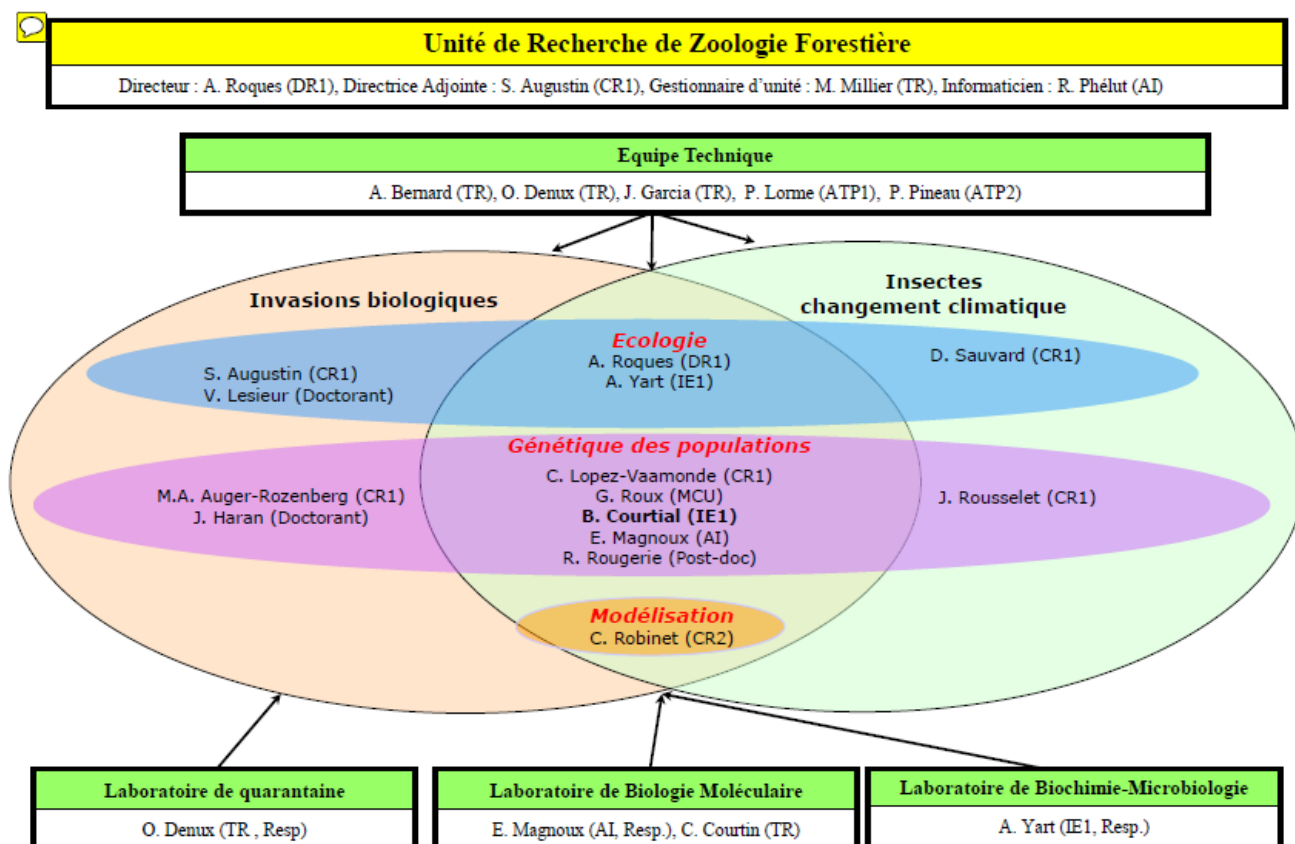 Unité de Recherche de Zoologie Forestière
Directeur : A. Roques (DR1), Directrice Adjointe : S. Augustin (CR1), Gestionnaire d’unité : M. Millier (TR), Informaticien : R. Phélut (AI)
Equipe Technique
A. Bernard (TR), O. Denux (TR), J. Garcia (TR), P. Lorme (ATP1), P. Pineau (ATP2)
Invasions biologiques
Insectes
changement climatique
Ecologie
A. Roques (DR1)
A. Yart (IE1)
S. Augustin (CR1)
V. Lesieur (Doctorant)
D. Sauvard (CR1)
Génétique des populations
C. Lopez-Vaamonde (CR1)
G. Roux (MCU)
B. Courtial (IE1)
E. Magnoux (AI)
R. Rougerie (Post-doc)
M.A. Auger-Rozenberg (CR1)
J. Haran (Doctorant)
J. Rousselet (CR1)
Modélisation
C. Robinet (CR2)
Laboratoire de quarantaine
O. Denux (TR , Resp)
Laboratoire de Biologie Moléculaire
E. Magnoux (AI, Resp.), C. Courtin (TR)
Laboratoire de Biochimie-Microbiologie
A. Yart (IE1, Resp.)